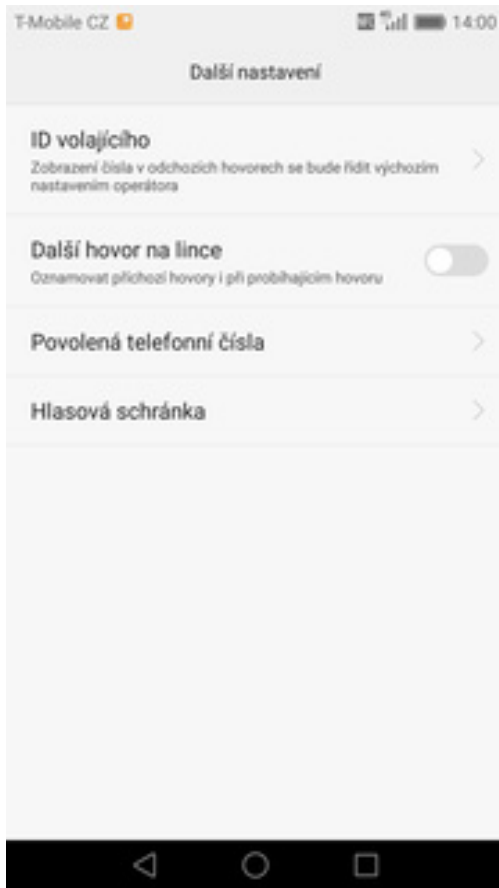 T-Mobile CZ
14:00
Další nastavení
ID volajícího
Zobrazení čísla v odchozích hovorech se bude řídit výchozím
nastavením operátora
Další hovor na lince
Oznamovat příchozí hovory i při probíhajícím hovoru
Povolená telefonní čísla
Hlasová schránka